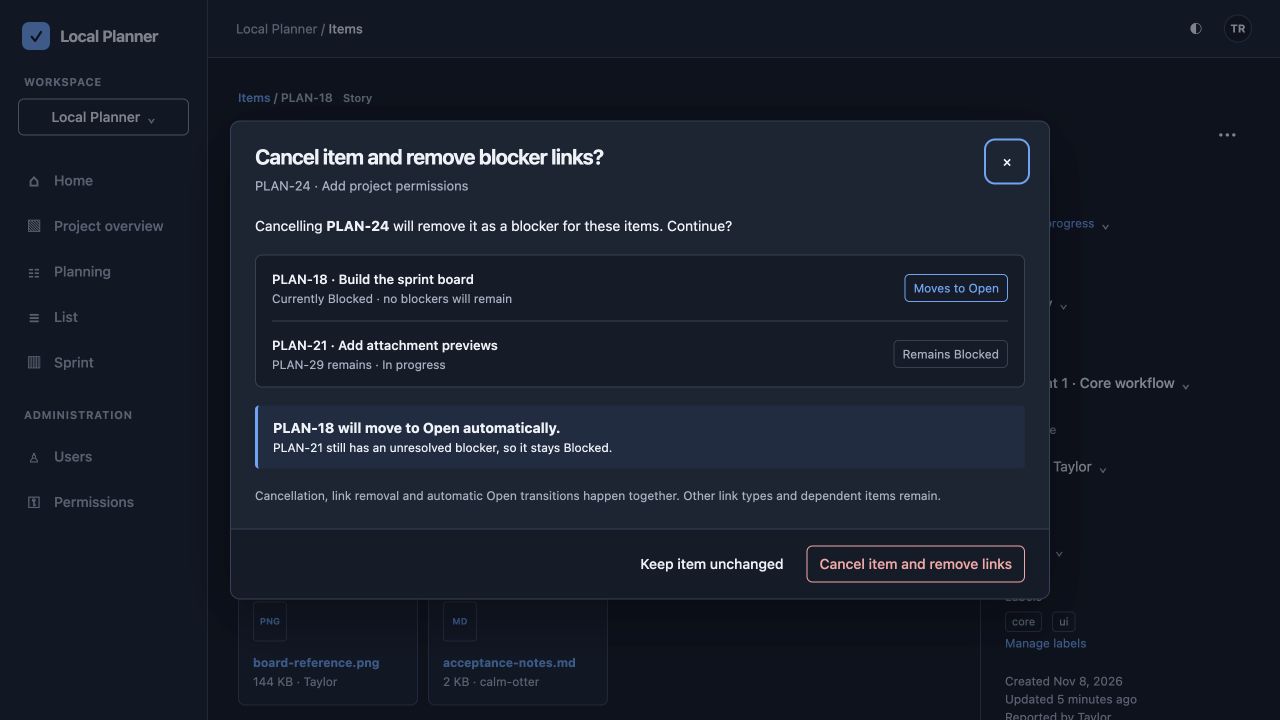 Local Planner
WORKSPACE
Local Planner
Home
Project overview
Planning
List
Sprint
ADMINISTRATION
Users
Permissions
Local Planner / Items
TR
Items / PLAN-18 Story
Cancel item and remove blocker links?
×
PLAN-24 · Add project permissions
Cancelling PLAN-24 will remove it as a blocker for these items. Continue?
PLAN-18 · Build the sprint board
Currently Blocked · no blockers will remain
Moves to Open
PLAN-21 · Add attachment previews
PLAN-29 remains · In progress
Remains Blocked
PLAN-18 will move to Open automatically.
PLAN-21 still has an unresolved blocker, so it stays Blocked.
Cancellation, link removal and automatic Open transitions happen together. Other link types and dependent items remain.
Keep item unchanged
Cancel item and remove links
progress
1 · Core workflow
Taylor
PNG
board-reference.png
144 KB · Taylor
MD
acceptance-notes.md
2 KB · calm-otter
Labels
core
ui
Manage labels
Created Nov 8, 2026
Updated 5 minutes ago
Reported by Taylor